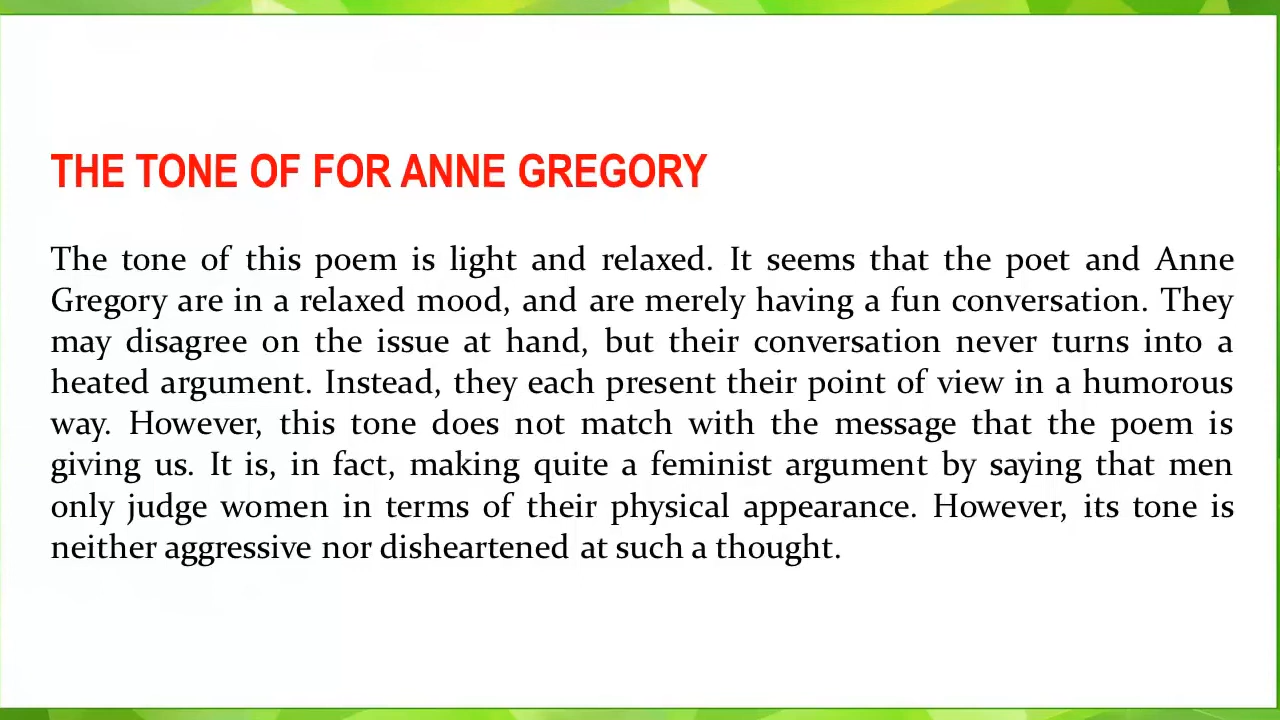 THE TONE OF FOR ANNE GREGORY
The tone of this poem is light and relaxed. It seems that the poet and Anne
Gregory are in a relaxed mood, and are merely having a fun conversation. They
may disagree on the issue at hand, but their conversation never turns into a
heated argument. Instead, they each present their point of view in a humorous
way. However, this tone does not match with the message that the poem is
giving us. It is, in fact, making quite a feminist argument by saying that men
only judge women in terms of their physical appearance. However, its tone is
neither aggressive nor disheartened at such a thought.